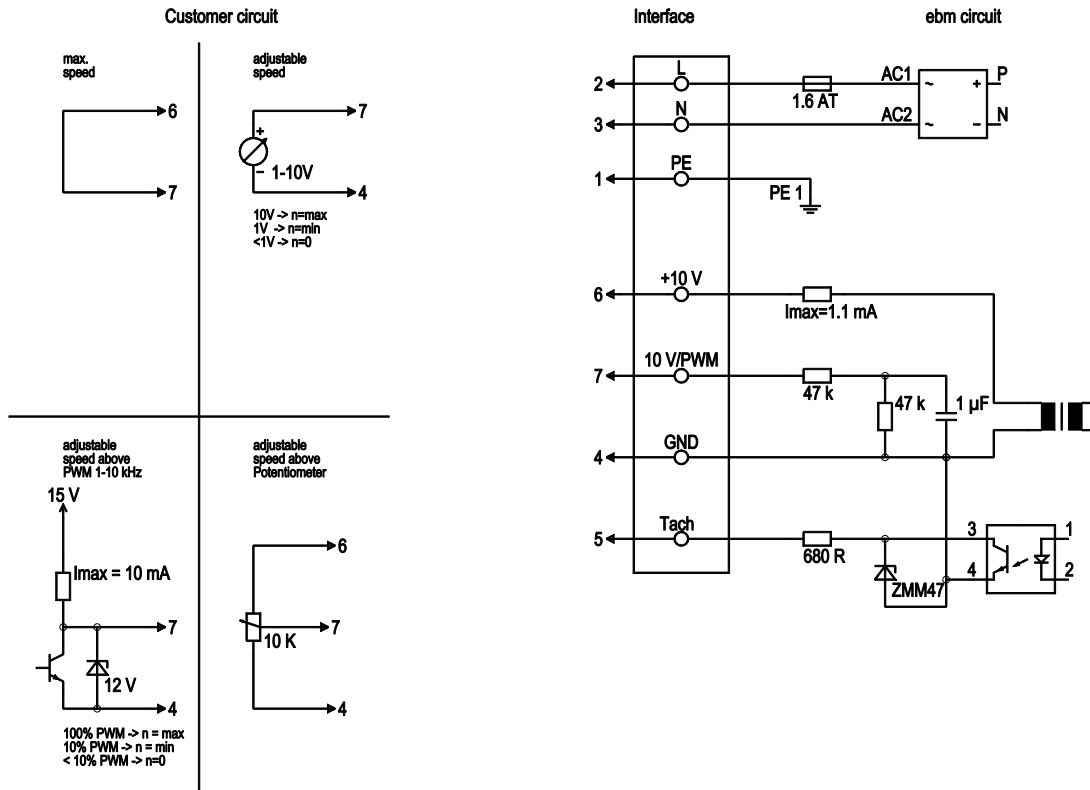 Customer circuit
max.
speed
6
7
adjustable
speed
7
+
1-10V
−
4
10V -> n=max
1V -> n=min
<1V -> n=0
adjustable
speed above
PWM 1-10 kHz
15 V
Imax = 10 mA
7
12 V
4
100% PWM -> n = max
10% PWM -> n = min
< 10% PWM -> n=0
adjustable
speed above
Potentiometer
6
7
10 K
4
Interface
ebm circuit
2
L
1.6 AT
AC1
~
+
P
3
N
AC2
~
−
N
1
PE
PE 1
6
+10 V
Imax=1.1 mA
7
10 V/PWM
47 k
47 k
1 µF
4
GND
5
Tach
680 R
ZMM47
3
4
1
2